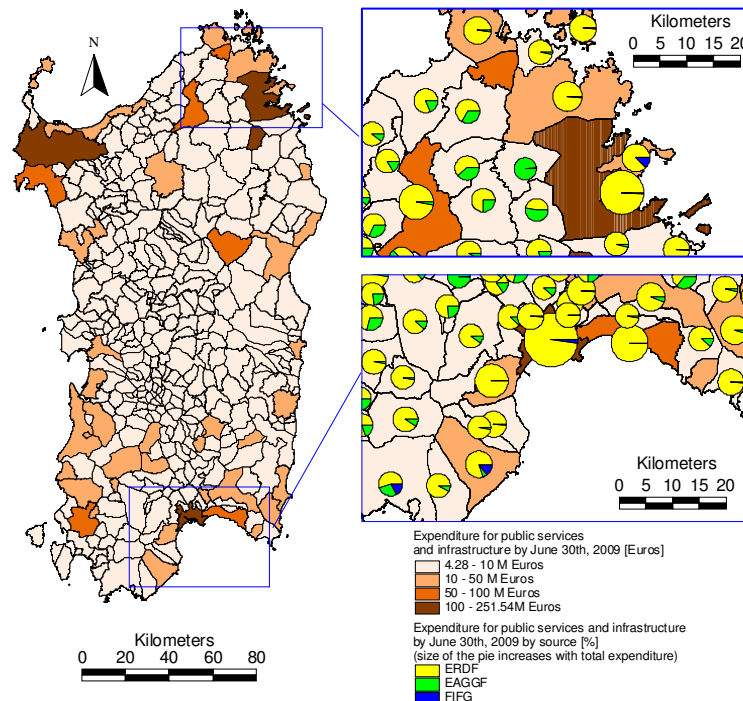 N
Kilometers
0 5 10 15 20
Kilometers
0 5 10 15 20
Kilometers
0 20 40 60 80
Expenditure for public services
and infrastructure by June 30th, 2009 [Euros]
4.28 - 10 M Euros
10 - 50 M Euros
50 - 100 M Euros
100 - 251.54M Euros
Expenditure for public services and infrastructure
by June 30th, 2009 by source [%]
(size of the pie increases with total expenditure)
ERDF
EAGGF
FIFG